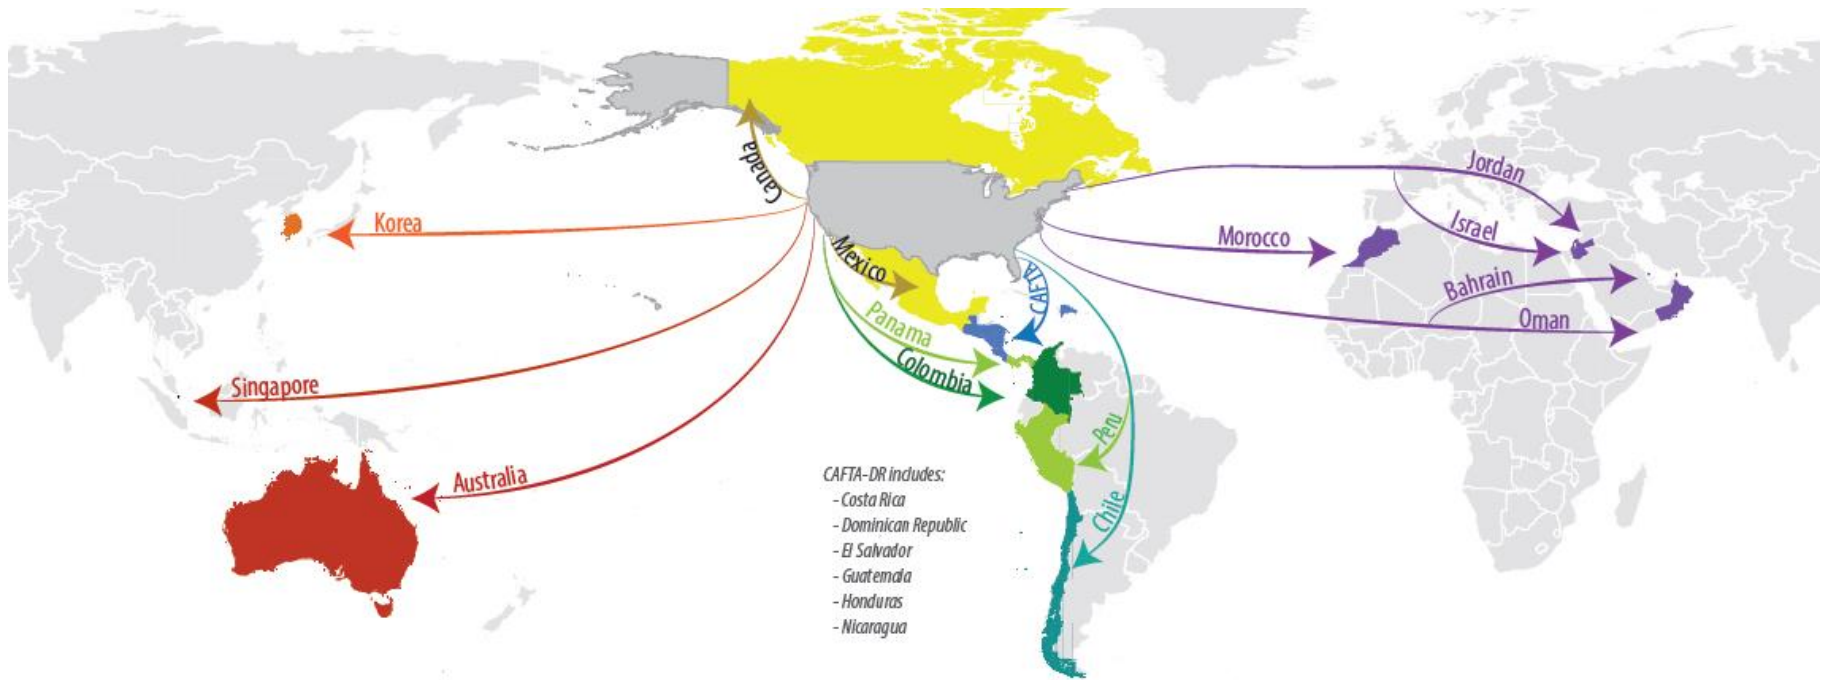 Canada
Korea
Singapore
Australia
Mexico
Panama
Colombia
CAFTA
Peru
Chile
Jordan
Israel
Morocco
Bahrain
Oman
CAFTA-DR includes:
- Costa Rica
- Dominican Republic
- El Salvador
- Guatemala
- Honduras
- Nicaragua